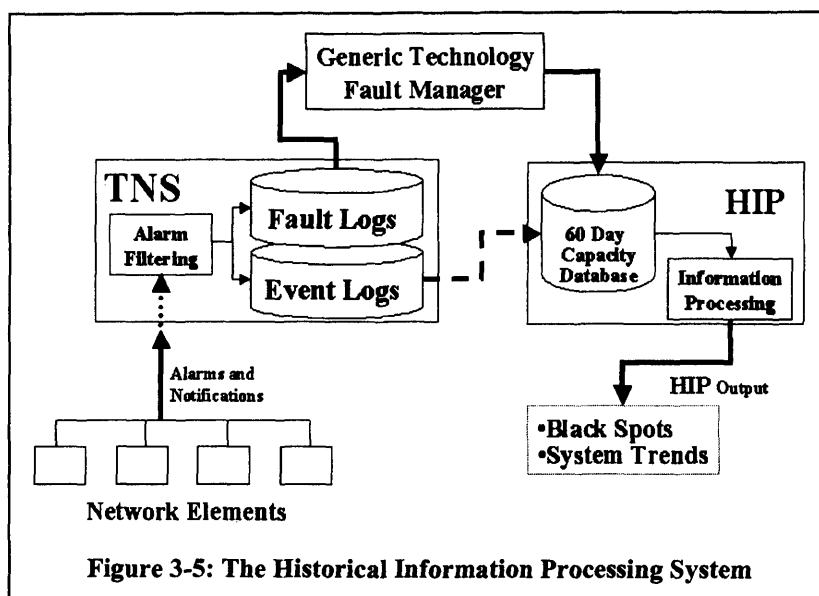 Generic Technology
Fault Manager
TNS
Fault Logs
Alarm
Filtering
Event Logs
HIP
60 Day
Capacity
Database
Information
Processing
Alarms and
Notifications
HIP Output
•Black Spots
•System Trends
Network Elements
Figure 3-5: The Historical Information Processing System